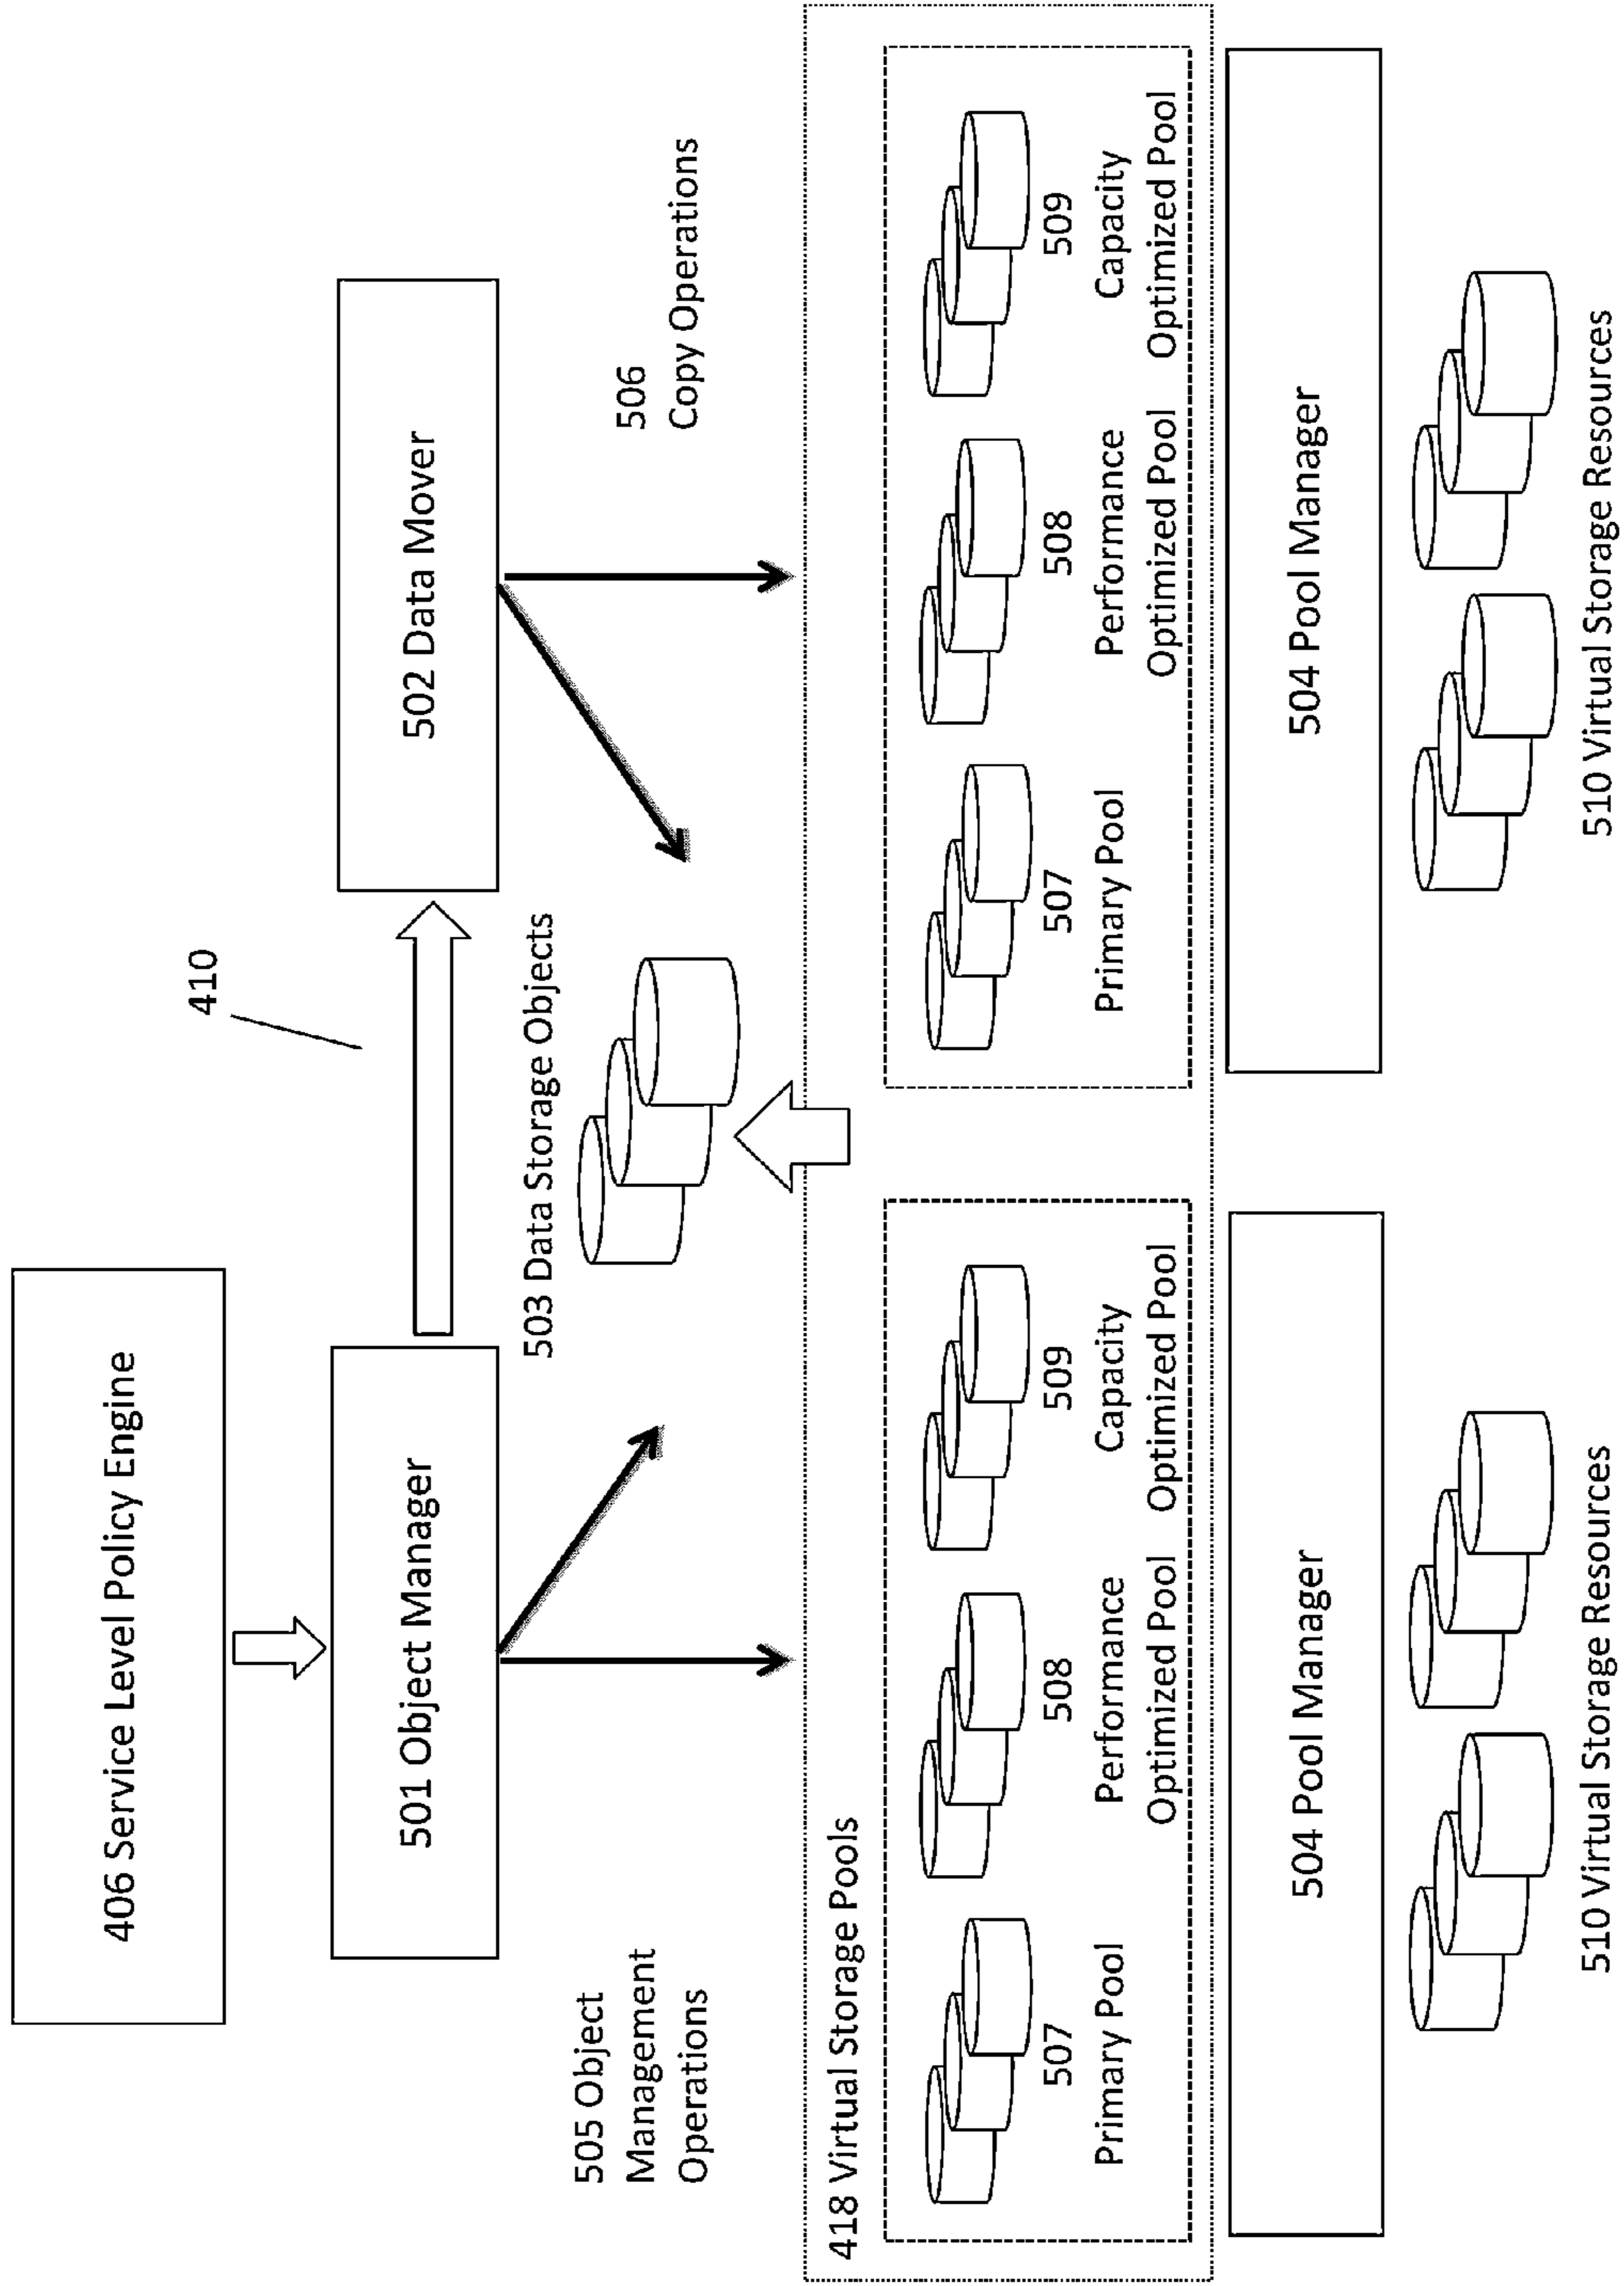 406 Service Level Policy Engine
410
501 Object Manager
502 Data Mover
503 Data Storage Objects
505 Object
Management
Operations
506
Copy Operations
418 Virtual Storage Pools
507
Primary Pool
508
Performance
Optimized Pool
509
Capacity
Optimized Pool
507
Primary Pool
508
Performance
Optimized Pool
509
Capacity
Optimized Pool
504 Pool Manager
504 Pool Manager
510 Virtual Storage Resources
510 Virtual Storage Resources